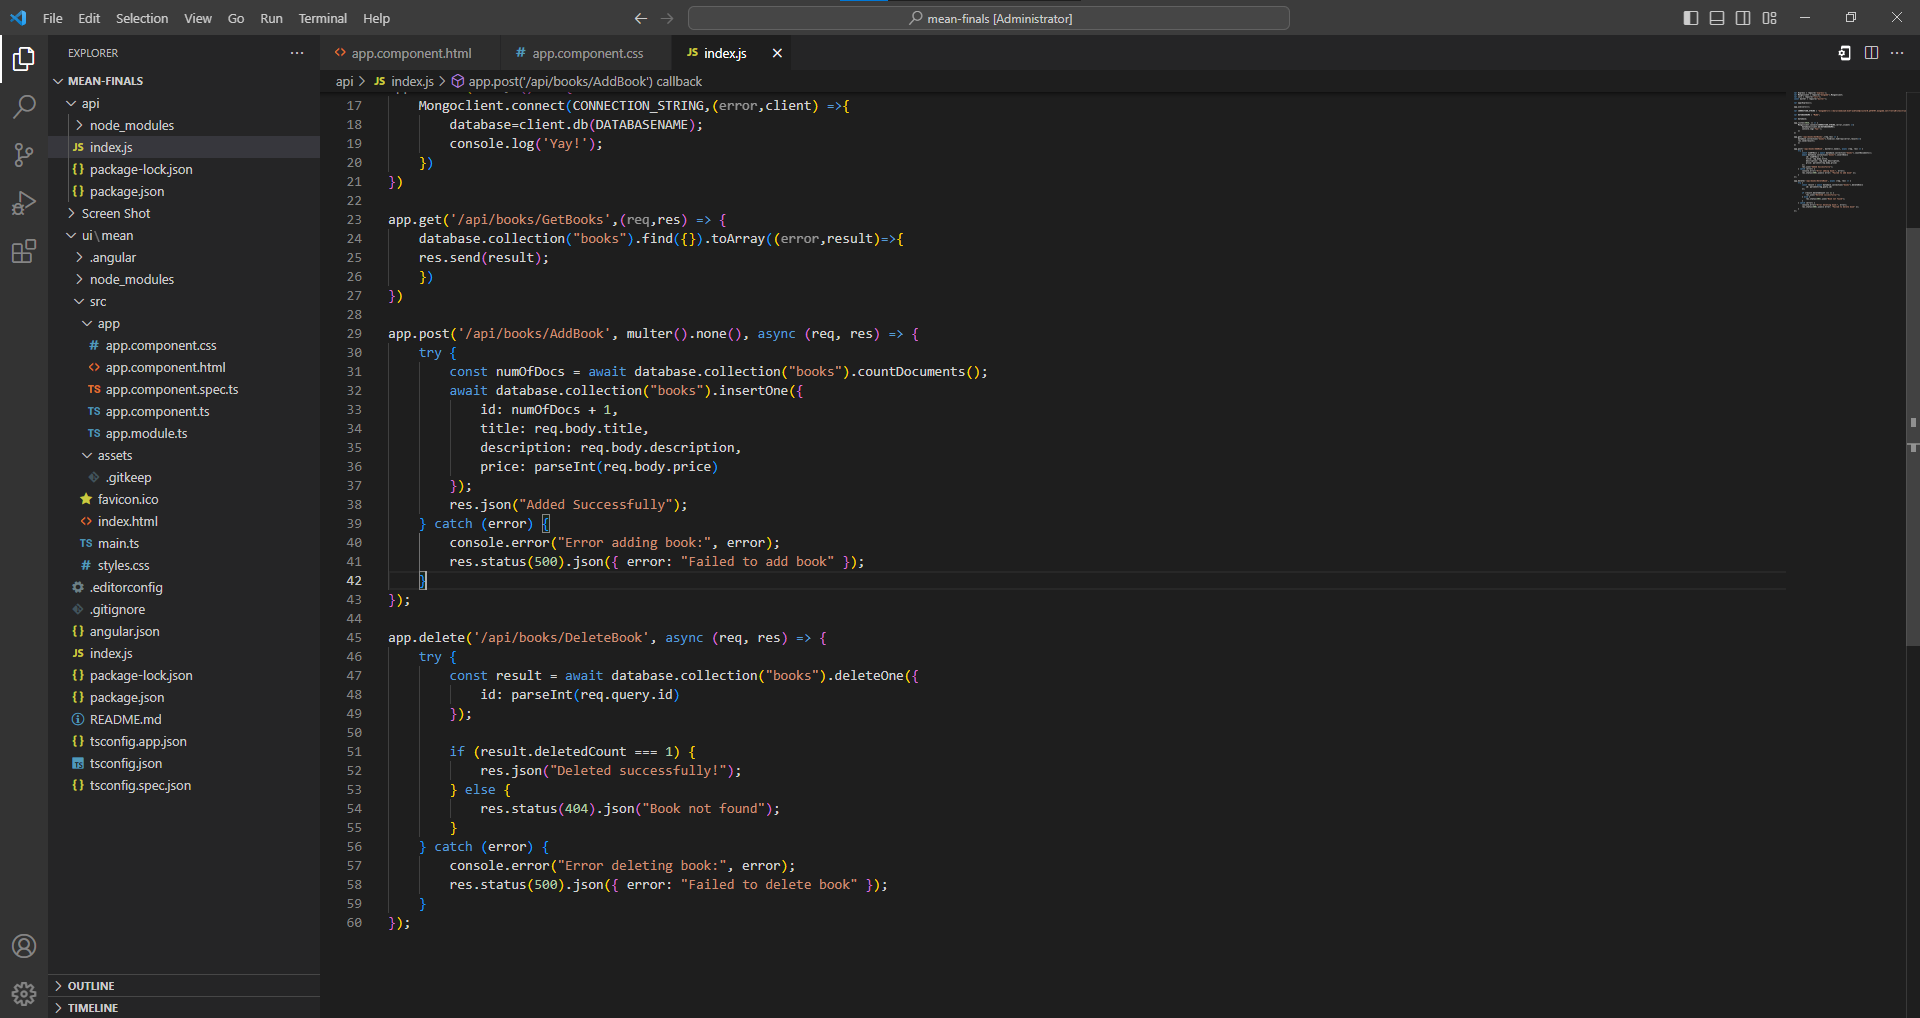 File Edit Selection View Go Run Terminal Help
mean-finals [Administrator]
EXPLORER
MEAN-FINALS
api
node_modules
JS index.js
{} package-lock.json
{} package.json
Screen Shot
ui\mean
.angular
node_modules
src
app
# app.component.css
<> app.component.html
TS app.component.spec.ts
TS app.component.ts
TS app.module.ts
assets
.gitkeep
favicon.ico
<> index.html
TS main.ts
# styles.css
.editorconfig
.gitignore
{} angular.json
JS index.js
{} package-lock.json
{} package.json
README.md
{} tsconfig.app.json
TS tsconfig.json
{} tsconfig.spec.json
OUTLINE
TIMELINE
<> app.component.html # app.component.css JS index.js
api > JS index.js > app.post('/api/books/AddBook') callback
17 Mongoclient.connect(CONNECTION_STRING,(error,client) =>{
18 database=client.db(DATABASENAME);
19 console.log('Yay!');
20 })
21 })
22
23 app.get('/api/books/GetBooks',(req,res) => {
24 database.collection("books").find({}).toArray((error,result)=>{
25 res.send(result);
26 })
27 })
28
29 app.post('/api/books/AddBook', multer().none(), async (req, res) => {
30 try {
31 const numOfDocs = await database.collection("books").countDocuments();
32 await database.collection("books").insertOne({
33 id: numOfDocs + 1,
34 title: req.body.title,
35 description: req.body.description,
36 price: parseInt(req.body.price)
37 });
38 res.json("Added Successfully");
39 } catch (error) {
40 console.error("Error adding book:", error);
41 res.status(500).json({ error: "Failed to add book" });
42 }
43 });
44
45 app.delete('/api/books/DeleteBook', async (req, res) => {
46 try {
47 const result = await database.collection("books").deleteOne({
48 id: parseInt(req.query.id)
49 });
50
51 if (result.deletedCount === 1) {
52 res.json("Deleted successfully!");
53 } else {
54 res.status(404).json("Book not found");
55 }
56 } catch (error) {
57 console.error("Error deleting book:", error);
58 res.status(500).json({ error: "Failed to delete book" });
59 }
60 });